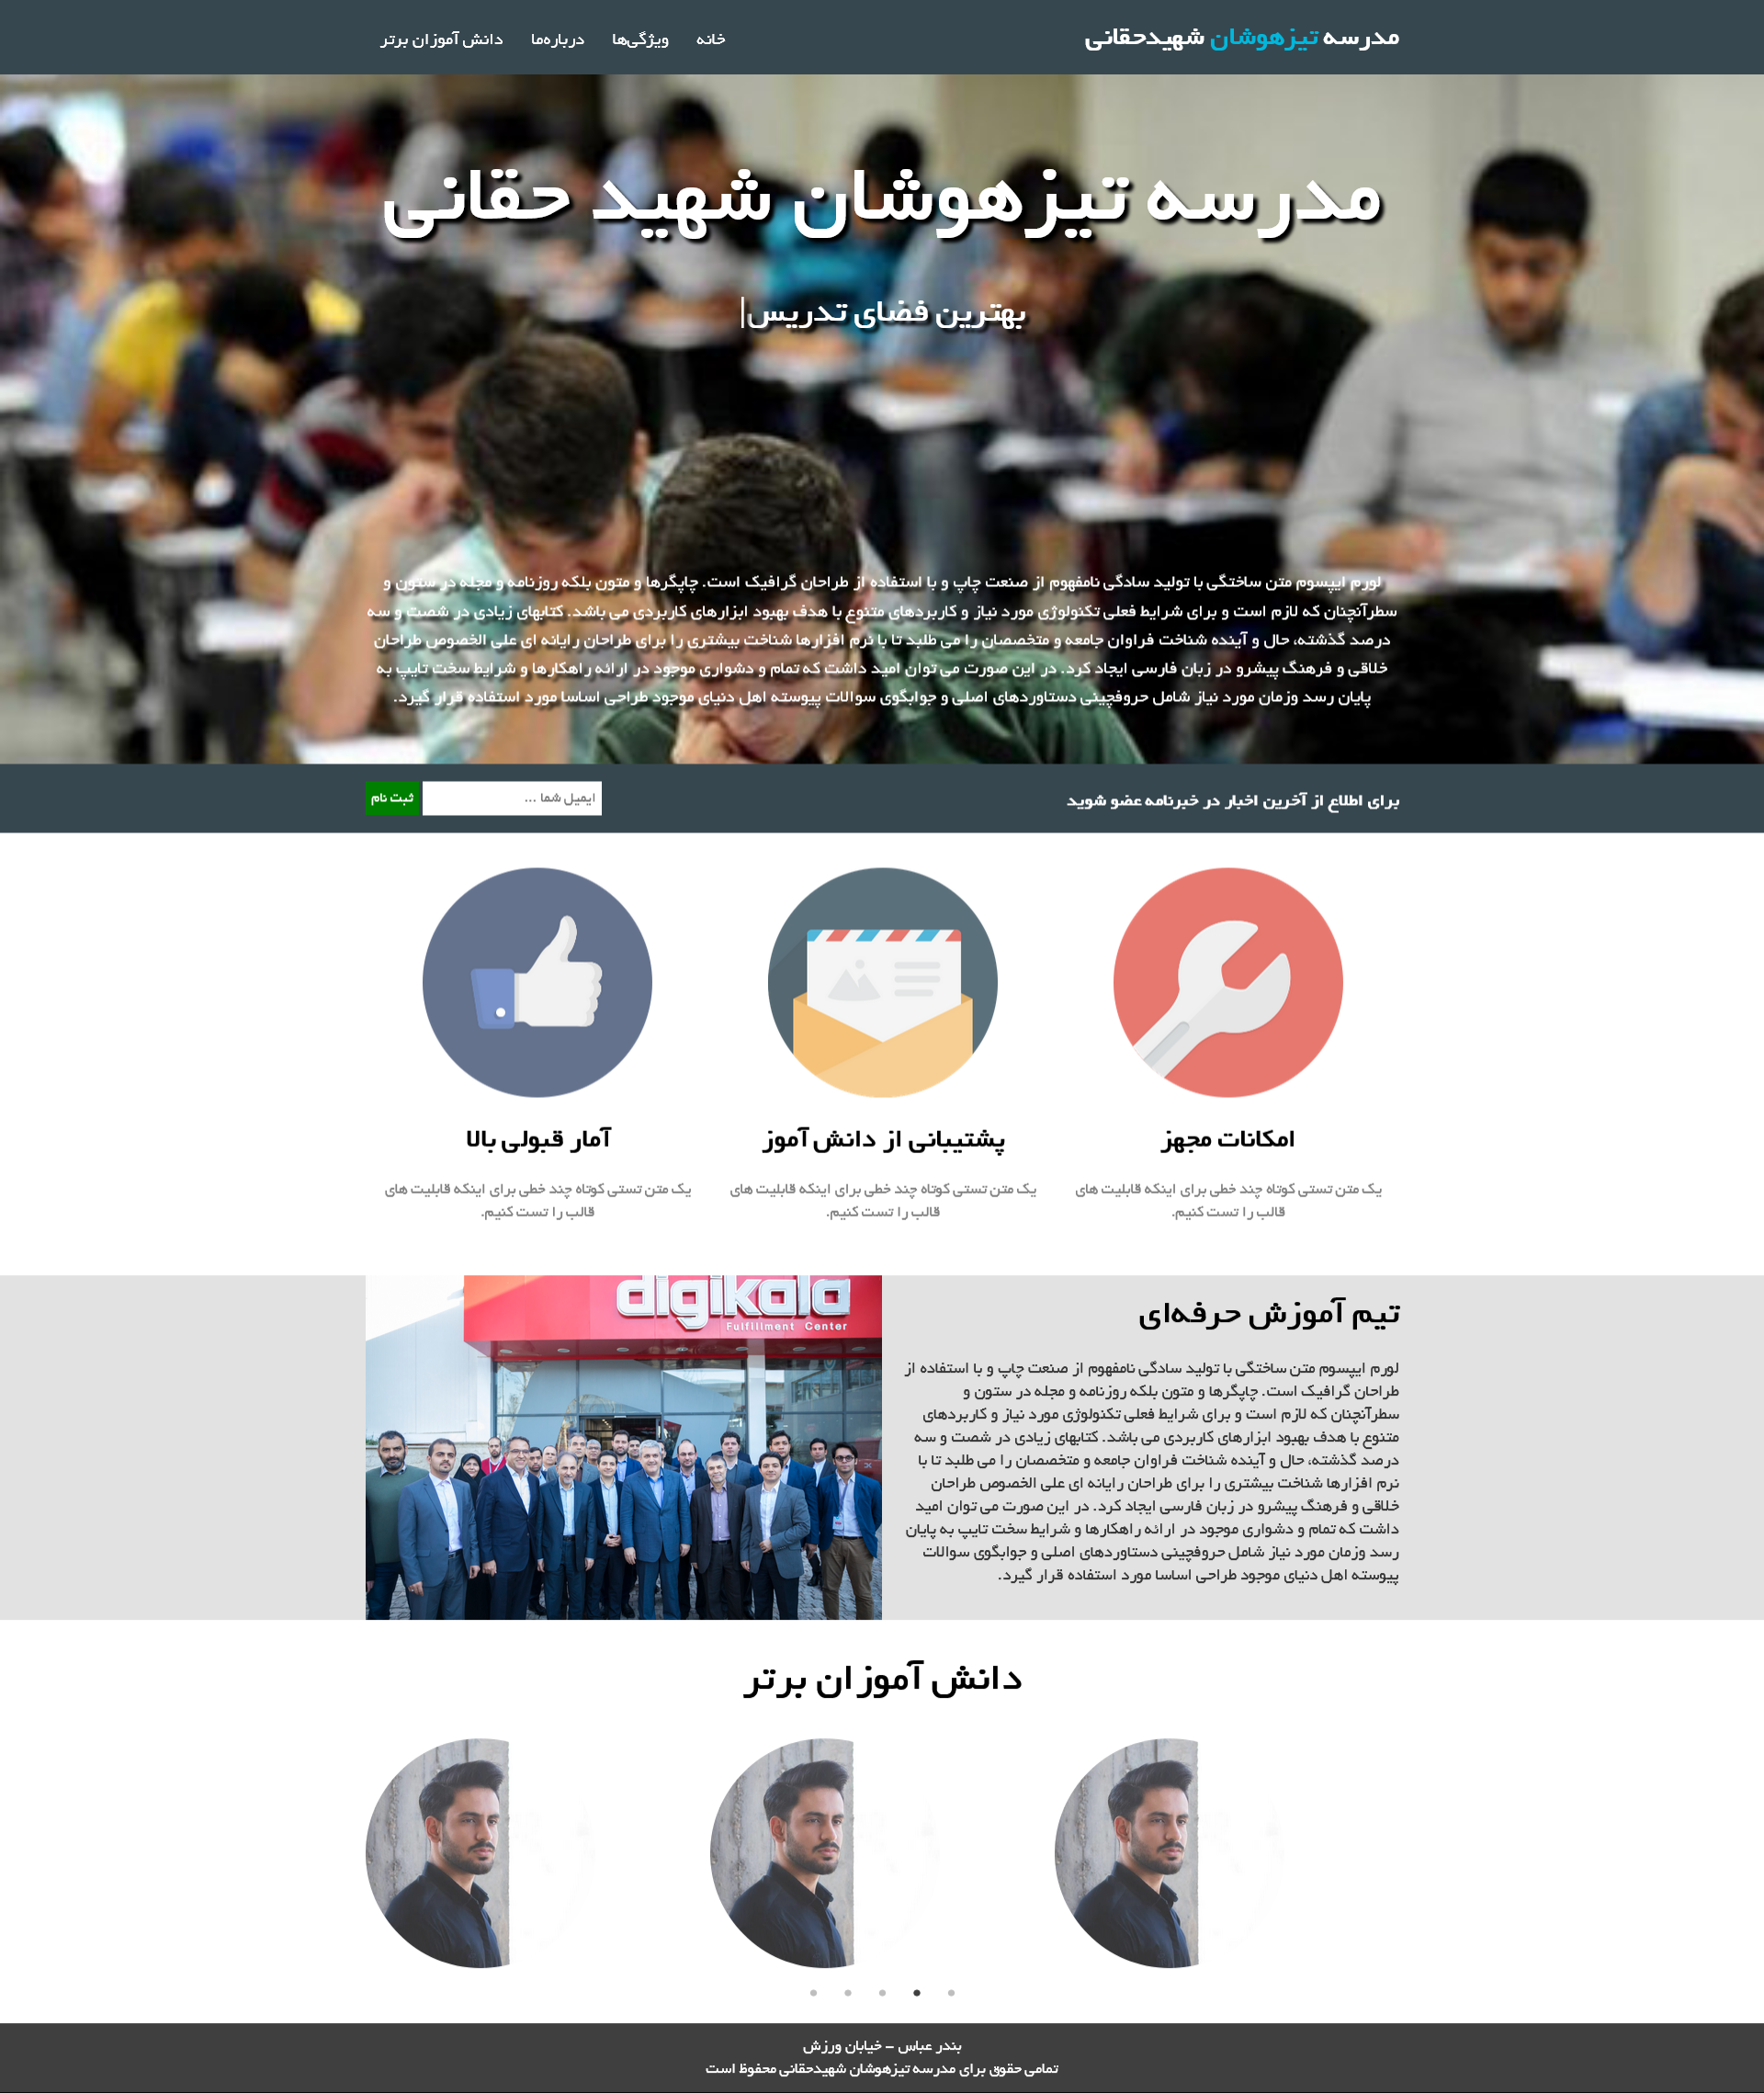 مدرسه تیزهوشان شهیدحقانی
خانه
ویژگی‌ها
درباره‌ما
دانش آموزان برتر
مدرسه تیزهوشان شهید حقانی
بهترین فضای تدریس|
لورم ایپسوم متن ساختگی با تولید سادگی نامفهوم از صنعت چاپ و با استفاده از طراحان گرافیک است. چاپگرها و متون بلکه روزنامه و مجله در ستون و
سطرآنچنان که لازم است و برای شرایط فعلی تکنولوژی مورد نیاز و کاربردهای متنوع با هدف بهبود ابزارهای کاربردی می باشد. کتابهای زیادی در شصت و سه
درصد گذشته، حال و آینده شناخت فراوان جامعه و متخصصان را می طلبد تا با نرم افزارها شناخت بیشتری را برای طراحان رایانه ای علی الخصوص طراحان
خلاقی و فرهنگ پیشرو در زبان فارسی ایجاد کرد. در این صورت می توان امید داشت که تمام و دشواری موجود در ارائه راهکارها و شرایط سخت تایپ به
پایان رسد وزمان مورد نیاز شامل حروفچینی دستاوردهای اصلی و جوابگوی سوالات پیوسته اهل دنیای موجود طراحی اساسا مورد استفاده قرار گیرد.
برای اطلاع از آخرین اخبار در خبرنامه عضو شوید
ایمیل شما ...
ثبت نام
امکانات مجهز
یک متن تستی کوتاه چند خطی برای اینکه قابلیت های
قالب را تست کنیم.
پشتیبانی از دانش آموز
یک متن تستی کوتاه چند خطی برای اینکه قابلیت های
قالب را تست کنیم.
آمار قبولی بالا
یک متن تستی کوتاه چند خطی برای اینکه قابلیت های
قالب را تست کنیم.
تیم آموزش حرفه‌ای
لورم ایپسوم متن ساختگی با تولید سادگی نامفهوم از صنعت چاپ و با استفاده از
طراحان گرافیک است. چاپگرها و متون بلکه روزنامه و مجله در ستون و
سطرآنچنان که لازم است و برای شرایط فعلی تکنولوژی مورد نیاز و کاربردهای
متنوع با هدف بهبود ابزارهای کاربردی می باشد. کتابهای زیادی در شصت و سه
درصد گذشته، حال و آینده شناخت فراوان جامعه و متخصصان را می طلبد تا با
نرم افزارها شناخت بیشتری را برای طراحان رایانه ای علی الخصوص طراحان
خلاقی و فرهنگ پیشرو در زبان فارسی ایجاد کرد. در این صورت می توان امید
داشت که تمام و دشواری موجود در ارائه راهکارها و شرایط سخت تایپ به پایان
رسد وزمان مورد نیاز شامل حروفچینی دستاوردهای اصلی و جوابگوی سوالات
پیوسته اهل دنیای موجود طراحی اساسا مورد استفاده قرار گیرد.
digikala
Fulfillment Center
دانش آموزان برتر
بندر عباس – خیابان ورزش
تمامی حقوق برای مدرسه تیزهوشان شهیدحقانی محفوظ است